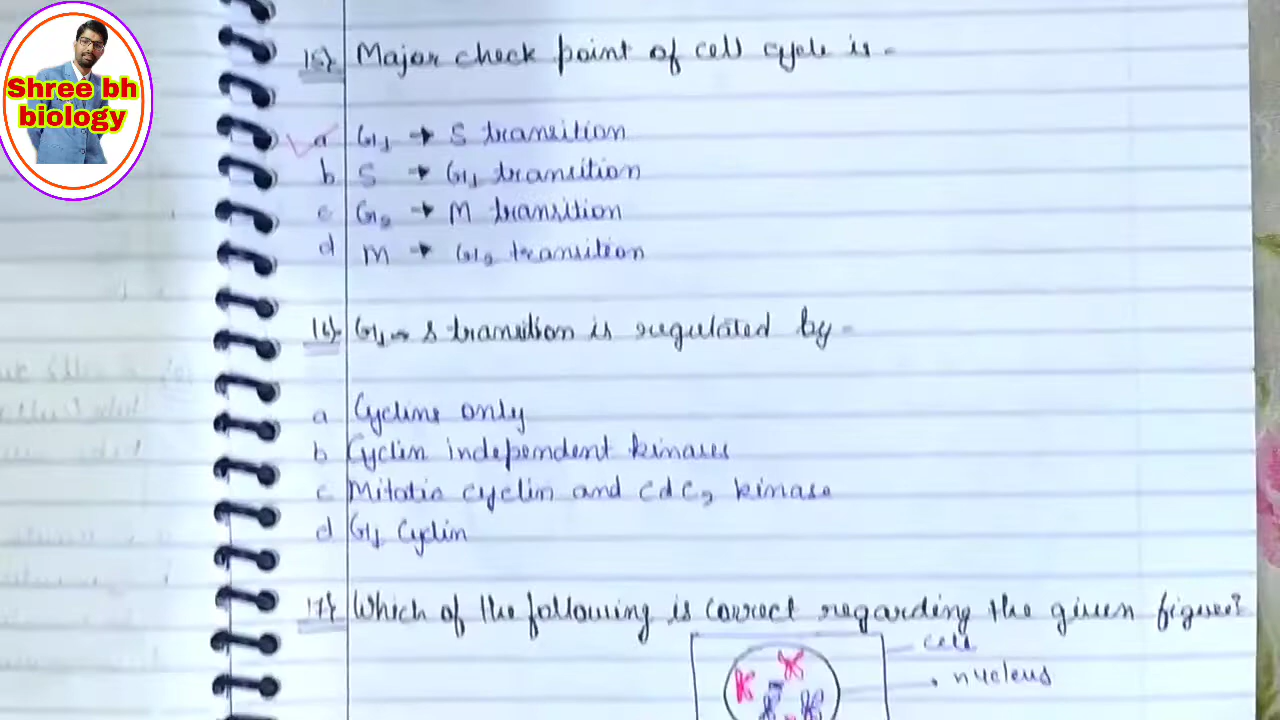 Shree bh
biology
15} Major check point of cell cycle is -
a G1 → S transition
b S → G1 transition
c G2 → M transition
d M → G2 transition
16}. G1 → S transition is regulated by -
a Cyclins only
b Cyclin independent kinases
c Mitotic cyclin and cdc2 kinase
d G1 Cyclin
17} Which of the following is correct regarding the given figure?
cell
nucleus